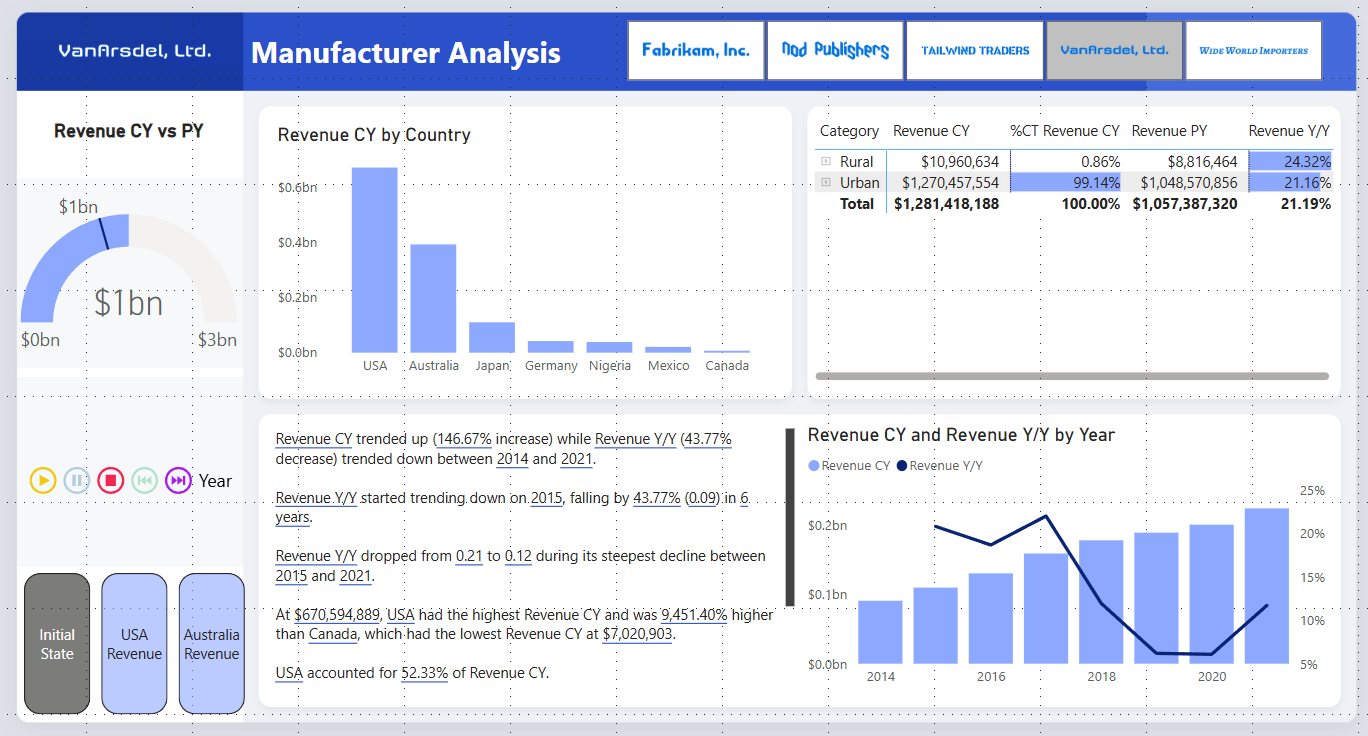 VanArsdel, Ltd.
Manufacturer Analysis
Fabrikam, Inc.
Nod Publishers
TAILWIND TRADERS
VanArsdel, Ltd.
WIDE WORLD IMPORTERS
Revenue CY vs PY
$1bn
$1bn
$0bn
$3bn
Year
Initial
State
USA
Revenue
Australia
Revenue
Revenue CY by Country
$0.6bn
$0.4bn
$0.2bn
$0.0bn
USA Australia Japan Germany Nigeria Mexico Canada
Category Revenue CY %CT Revenue CY Revenue PY Revenue Y/Y
Rural $10,960,634 0.86% $8,816,464 24.32%
Urban $1,270,457,554 99.14% $1,048,570,856 21.16%
Total $1,281,418,188 100.00% $1,057,387,320 21.19%
Revenue CY trended up (146.67% increase) while Revenue Y/Y (43.77%
decrease) trended down between 2014 and 2021.
Revenue Y/Y started trending down on 2015, falling by 43.77% (0.09) in 6
years.
Revenue Y/Y dropped from 0.21 to 0.12 during its steepest decline between
2015 and 2021.
At $670,594,889, USA had the highest Revenue CY and was 9,451.40% higher
than Canada, which had the lowest Revenue CY at $7,020,903.
USA accounted for 52.33% of Revenue CY.
Revenue CY and Revenue Y/Y by Year
Revenue CY Revenue Y/Y
$0.2bn
$0.1bn
$0.0bn
25%
20%
15%
10%
5%
2014 2016 2018 2020